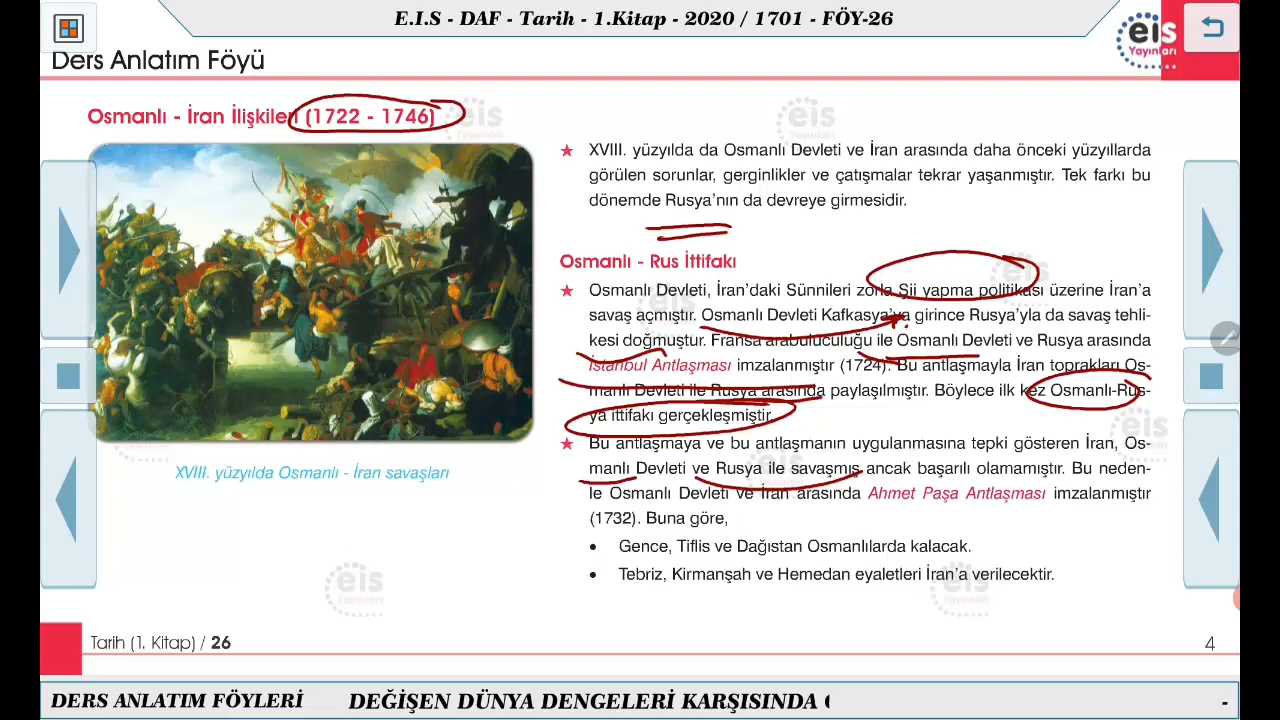 E.I.S - DAF - Tarih - 1.Kitap - 2020 / 1701 - FÖY-26
eis
Yayınları
Ders Anlatım Föyü
Osmanlı - İran İlişkileri (1722 - 1746)
XVIII. yüzyılda da Osmanlı Devleti ve İran arasında daha önceki yüzyıllarda
görülen sorunlar, gerginlikler ve çatışmalar tekrar yaşanmıştır. Tek farkı bu
dönemde Rusya'nın da devreye girmesidir.
Osmanlı - Rus İttifakı
Osmanlı Devleti, İran'daki Sünnileri zorla Şii yapma politikası üzerine İran'a
savaş açmıştır. Osmanlı Devleti Kafkasya'ya girince Rusya'yla da savaş tehli-
kesi doğmuştur. Fransa arabuluculuğu ile Osmanlı Devleti ve Rusya arasında
İstanbul Antlaşması imzalanmıştır (1724). Bu antlaşmayla İran toprakları Os-
manlı Devleti ile Rusya arasında paylaşılmıştır. Böylece ilk kez Osmanlı-Rus-
ya ittifakı gerçekleşmiştir.
Bu antlaşmaya ve bu antlaşmanın uygulanmasına tepki gösteren İran, Os-
manlı Devleti ve Rusya ile savaşmış ancak başarılı olamamıştır. Bu neden-
le Osmanlı Devleti ve İran arasında Ahmet Paşa Antlaşması imzalanmıştır
(1732). Buna göre,
• Gence, Tiflis ve Dağıstan Osmanlılarda kalacak.
• Tebriz, Kirmanşah ve Hemedan eyaletleri İran'a verilecektir.
XVIII. yüzyılda Osmanlı - İran savaşları
Tarih (1. Kitap) / 26
4
DERS ANLATIM FÖYLERİ DEĞİŞEN DÜNYA DENGELERİ KARŞISINDA
-